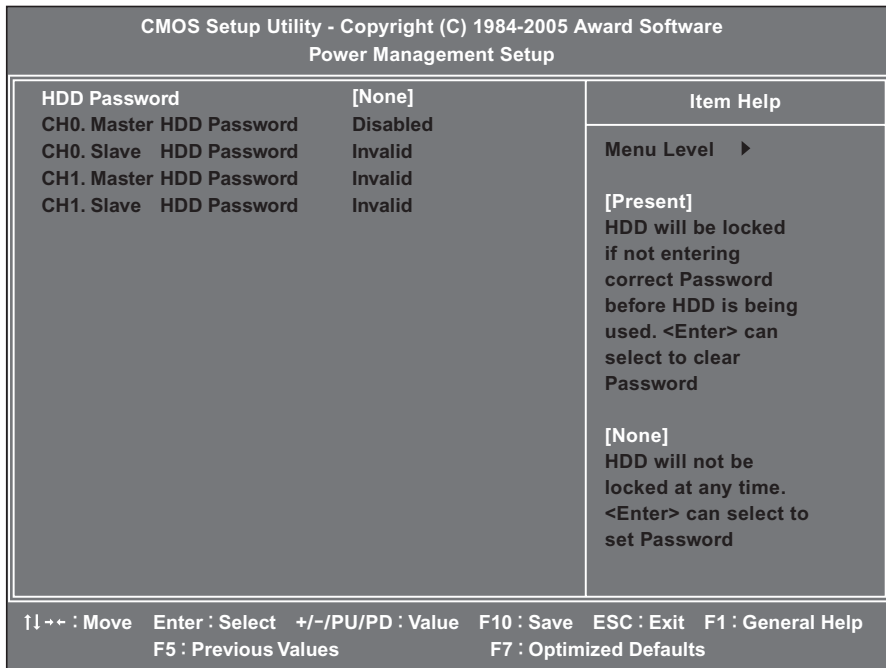 CMOS Setup Utility - Copyright (C) 1984-2005 Award Software
Power Management Setup
HDD Password [None]
CH0. Master HDD Password Disabled
CH0. Slave HDD Password Invalid
CH1. Master HDD Password Invalid
CH1. Slave HDD Password Invalid
Item Help
Menu Level ▶
[Present]
HDD will be locked
if not entering
correct Password
before HDD is being
used. <Enter> can
select to clear
Password
[None]
HDD will not be
locked at any time.
<Enter> can select to
set Password
↑↓→←：Move Enter：Select +/-/PU/PD：Value F10：Save ESC：Exit F1：General Help
F5：Previous Values F7：Optimized Defaults